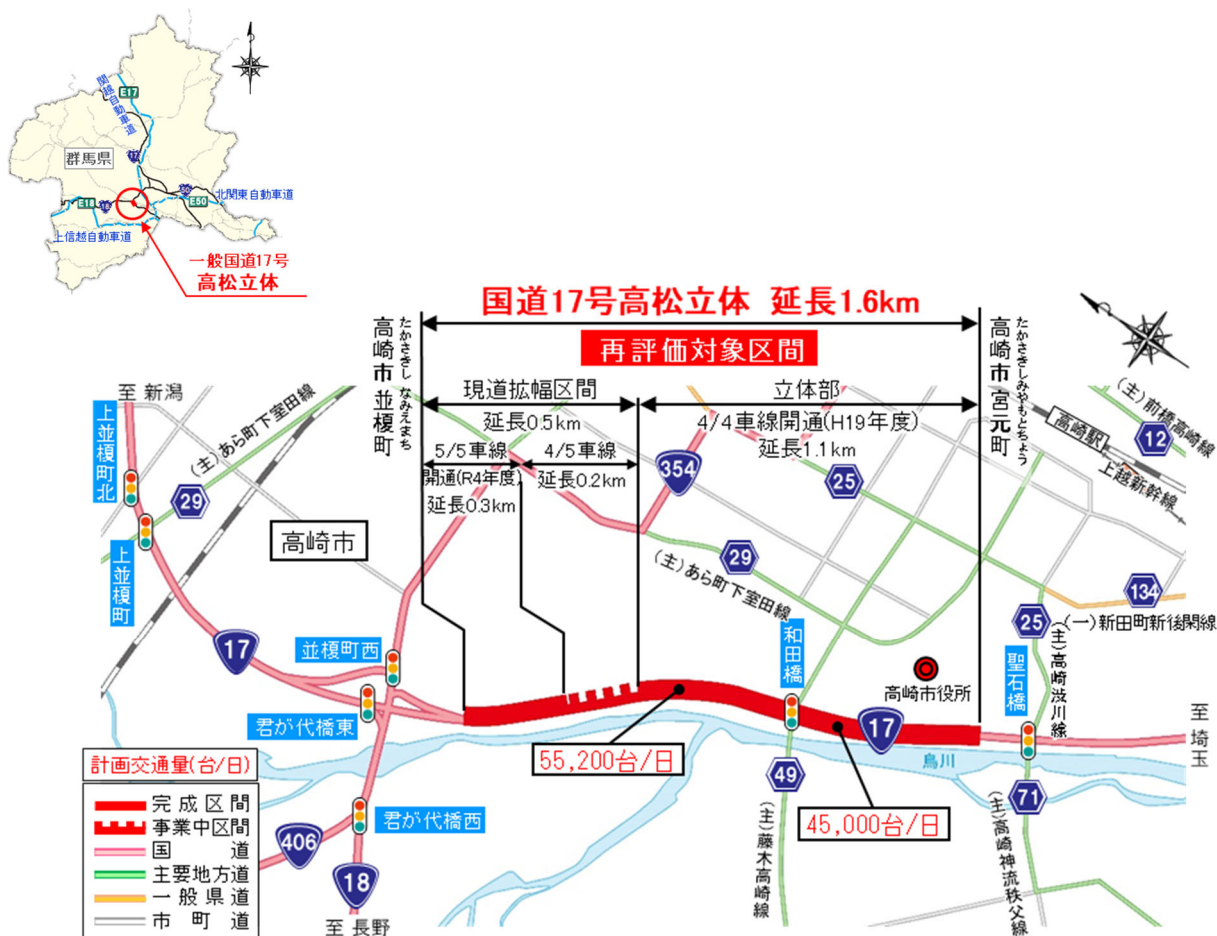 関越自動車道
E17
17
群馬県
E18
18
50
E50
北関東自動車道
上信越自動車道
一般国道17号
高松立体
国道17号高松立体 延長1.6km
再評価対象区間
たかさきし なみえまち
高崎市 並榎町
たかさきしみやもとちょう
高崎市宮元町
現道拡幅区間
延長0.5km
立体部
4/4車線開通(H19年度)
延長1.1km
5/5車線
開通(R4年度)
延長0.3km
4/5車線
延長0.2km
至 新潟
上並榎町北
(主)あら町下室田線
29
上並榎町
高崎市
354
25
高崎駅
(主)前橋高崎線
12
上越新幹線
29
(主)あら町下室田線
134
(一)新田町新後閑線
25
(主)高崎渋川線
17
並榎町西
君が代橋東
和田橋
高崎市役所
聖石橋
17
至 埼玉
55,200台/日
烏川
45,000台/日
49
(主)藤木高崎線
71
(主)高崎神流秩父線
君が代橋西
406
18
至 長野
計画交通量(台/日)
完成区間
事業中区間
国道
主要地方道
一般県道
市町道